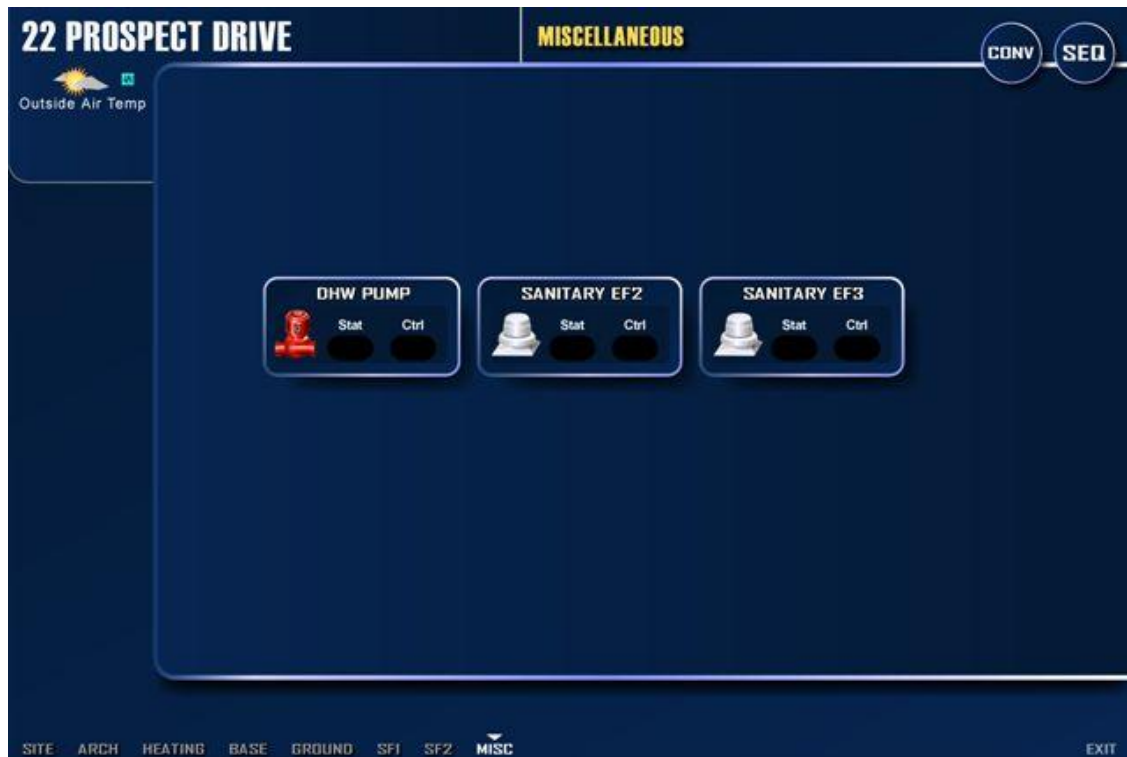 22 PROSPECT DRIVE
MISCELLANEOUS
CONV
SEQ
Outside Air Temp
DHW PUMP
Stat Ctrl
SANITARY EF2
Stat Ctrl
SANITARY EF3
Stat Ctrl
SITE ARCH HEATING BASE GROUND SF1 SF2 MISC EXIT